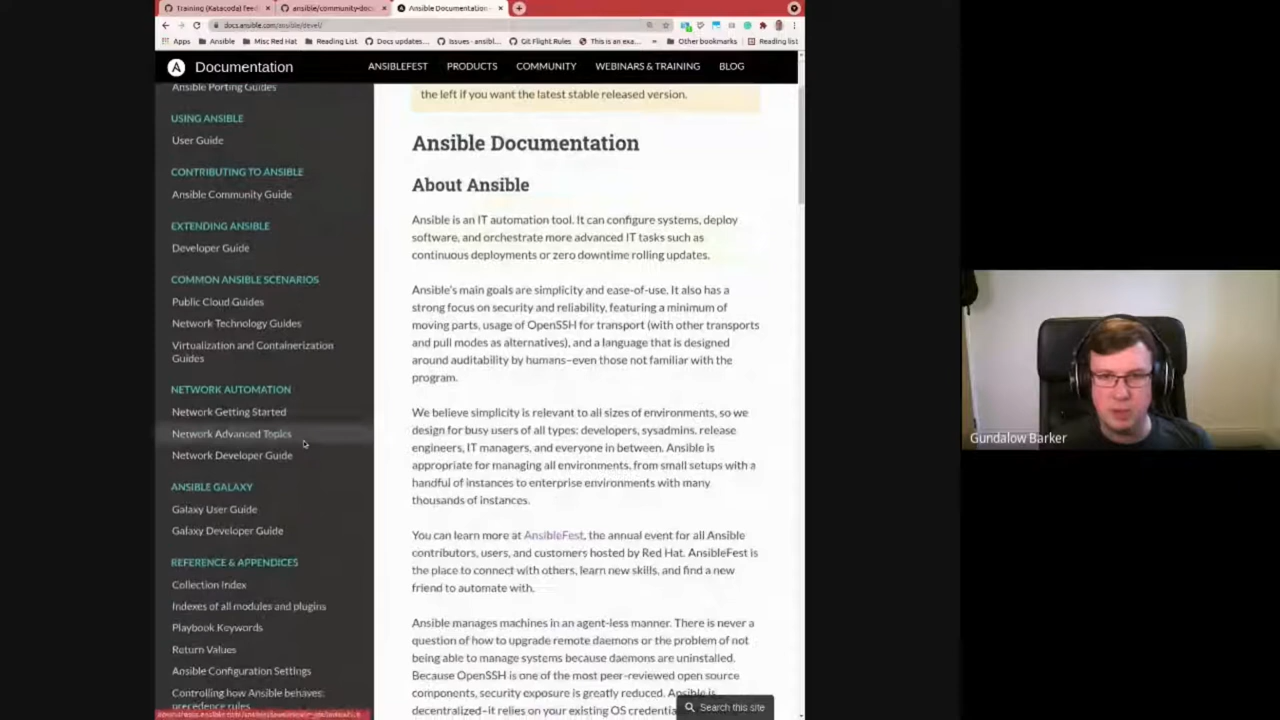 Training (Katacoda) feed
ansible/community-docs
Ansible Documentation
docs.ansible.com/ansible/devel/
Apps
Ansible
Misc Red Hat
Reading List
Docs updates...
Issues · ansibl...
Git Flight Rules
This is an exa...
Other bookmarks
Reading list
Documentation
ANSIBLEFEST
PRODUCTS
COMMUNITY
WEBINARS & TRAINING
BLOG
Ansible Porting Guides
USING ANSIBLE
User Guide
CONTRIBUTING TO ANSIBLE
Ansible Community Guide
EXTENDING ANSIBLE
Developer Guide
COMMON ANSIBLE SCENARIOS
Public Cloud Guides
Network Technology Guides
Virtualization and Containerization
Guides
NETWORK AUTOMATION
Network Getting Started
Network Advanced Topics
Network Developer Guide
ANSIBLE GALAXY
Galaxy User Guide
Galaxy Developer Guide
REFERENCE & APPENDICES
Collection Index
Indexes of all modules and plugins
Playbook Keywords
Return Values
Ansible Configuration Settings
Controlling how Ansible behaves:
precedence rules
the left if you want the latest stable released version.
Ansible Documentation
About Ansible
Ansible is an IT automation tool. It can configure systems, deploy
software, and orchestrate more advanced IT tasks such as
continuous deployments or zero downtime rolling updates.
Ansible's main goals are simplicity and ease-of-use. It also has a
strong focus on security and reliability, featuring a minimum of
moving parts, usage of OpenSSH for transport (with other transports
and pull modes as alternatives), and a language that is designed
around auditability by humans–even those not familiar with the
program.
We believe simplicity is relevant to all sizes of environments, so we
design for busy users of all types: developers, sysadmins, release
engineers, IT managers, and everyone in between. Ansible is
appropriate for managing all environments, from small setups with a
handful of instances to enterprise environments with many
thousands of instances.
You can learn more at AnsibleFest, the annual event for all Ansible
contributors, users, and customers hosted by Red Hat. AnsibleFest is
the place to connect with others, learn new skills, and find a new
friend to automate with.
Ansible manages machines in an agent-less manner. There is never a
question of how to upgrade remote daemons or the problem of not
being able to manage systems because daemons are uninstalled.
Because OpenSSH is one of the most peer-reviewed open source
components, security exposure is greatly reduced. Ansible is
decentralized–it relies on your existing OS credentia
Search this site
Gundalow Barker